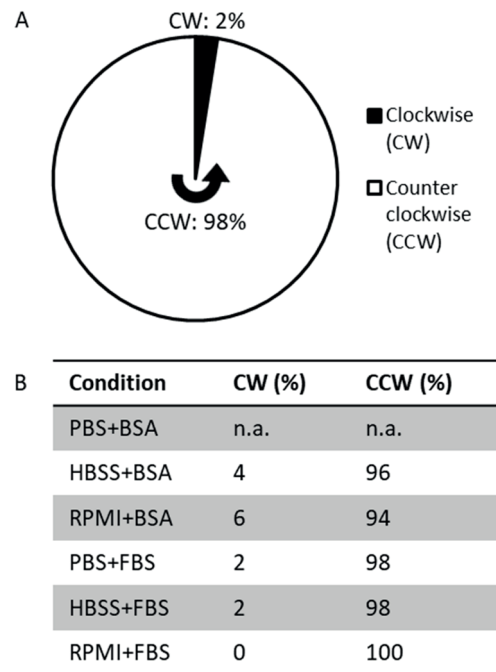 A
CW: 2%
CCW: 98%
Clockwise
(CW)
Counter
clockwise
(CCW)
B
Condition CW (%) CCW (%)
PBS+BSA n.a. n.a.
HBSS+BSA 4 96
RPMI+BSA 6 94
PBS+FBS 2 98
HBSS+FBS 2 98
RPMI+FBS 0 100